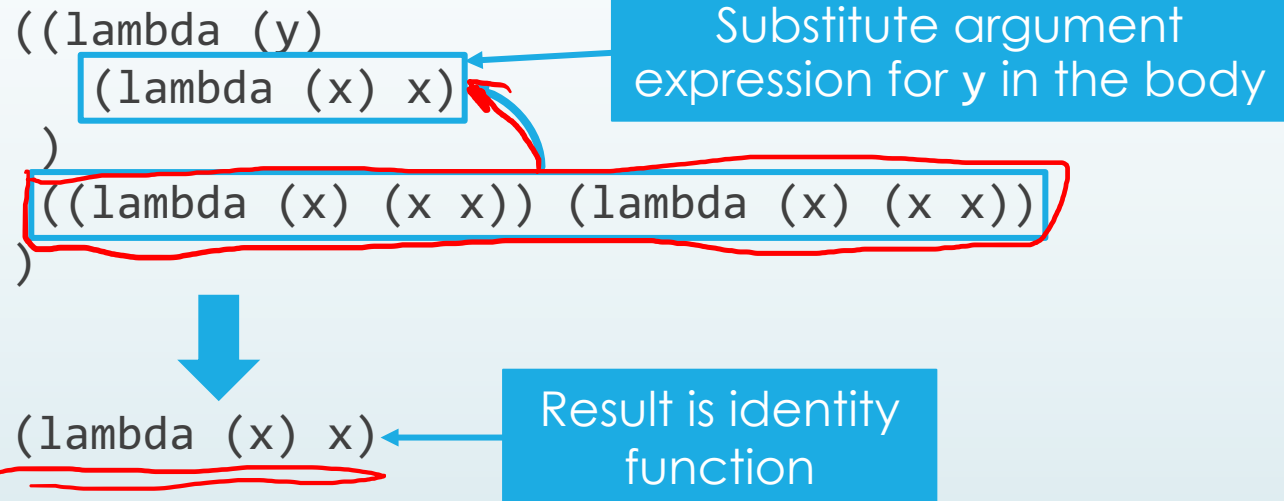 ((lambda (y)
(lambda (x) x)
)
((lambda (x) (x x)) (lambda (x) (x x))
)
Substitute argument
expression for y in the body
(lambda (x) x)
Result is identity
function